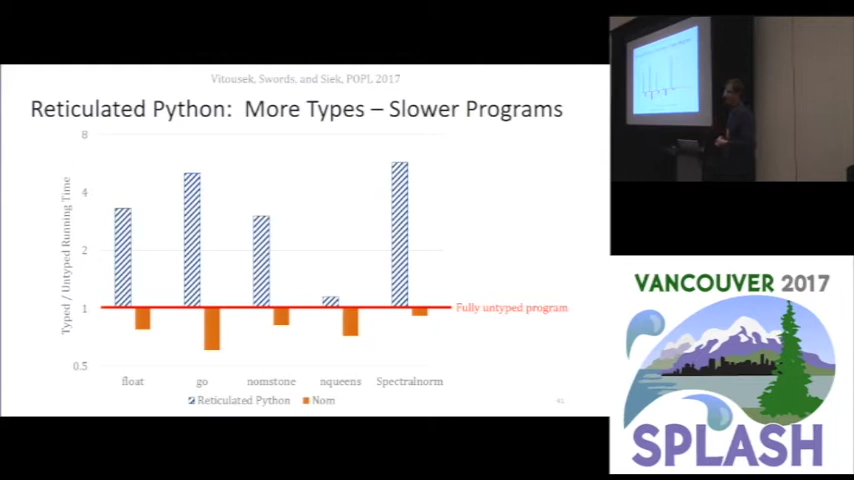 Vitousek, Swords, and Siek, POPL 2017
Reticulated Python: More Types – Slower Programs
8
4
2
1
0.5
Typed / Untyped Running Time
Fully untyped program
float
go
nomstone
nqueens
Spectralnorm
Reticulated Python
Nom
41
VANCOUVER 2017
SPLASH